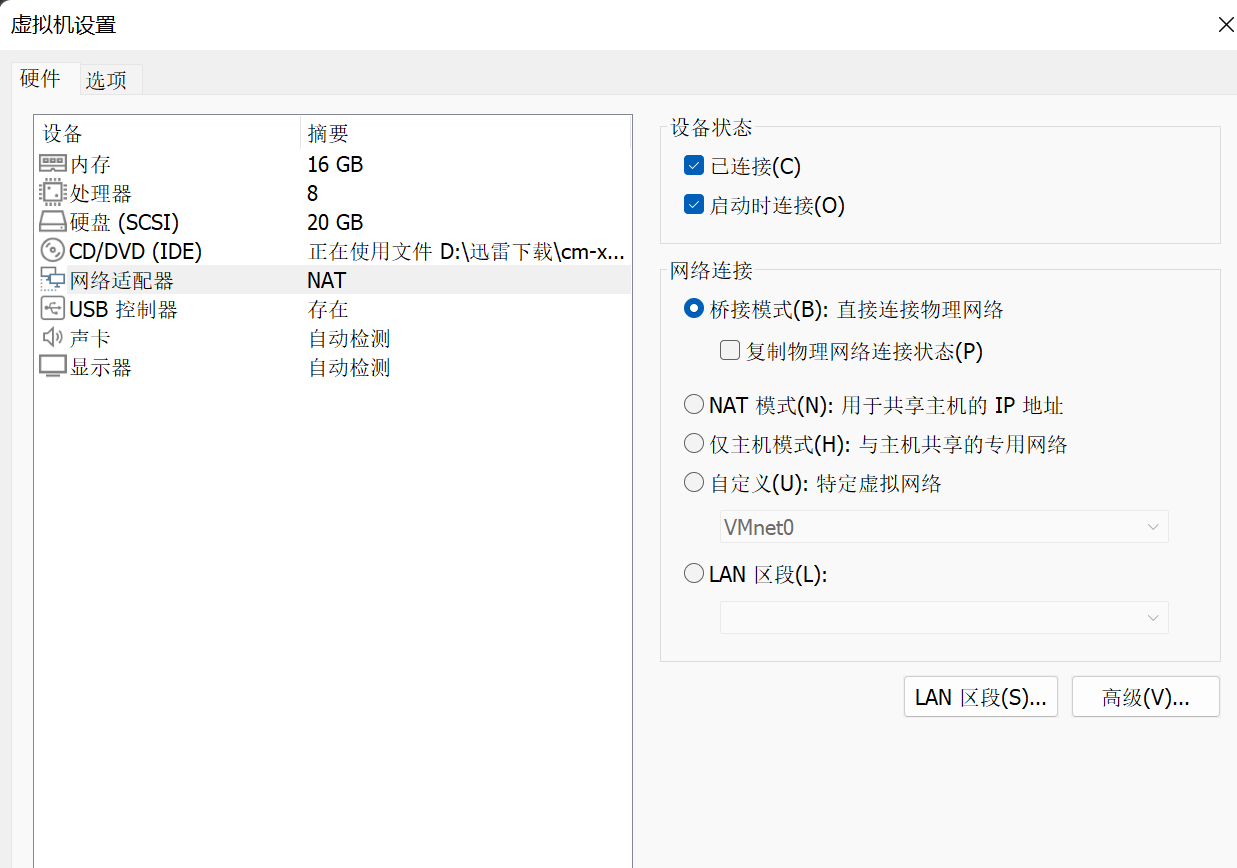 虚拟机设置
硬件 选项
设备 摘要
内存 16 GB
处理器 8
硬盘 (SCSI) 20 GB
CD/DVD (IDE) 正在使用文件 D:\迅雷下载\cm-x...
网络适配器 NAT
USB 控制器 存在
声卡 自动检测
显示器 自动检测
设备状态
已连接(C)
启动时连接(O)
网络连接
桥接模式(B): 直接连接物理网络
复制物理网络连接状态(P)
NAT 模式(N): 用于共享主机的 IP 地址
仅主机模式(H): 与主机共享的专用网络
自定义(U): 特定虚拟网络
VMnet0
LAN 区段(L):
LAN 区段(S)... 高级(V)...